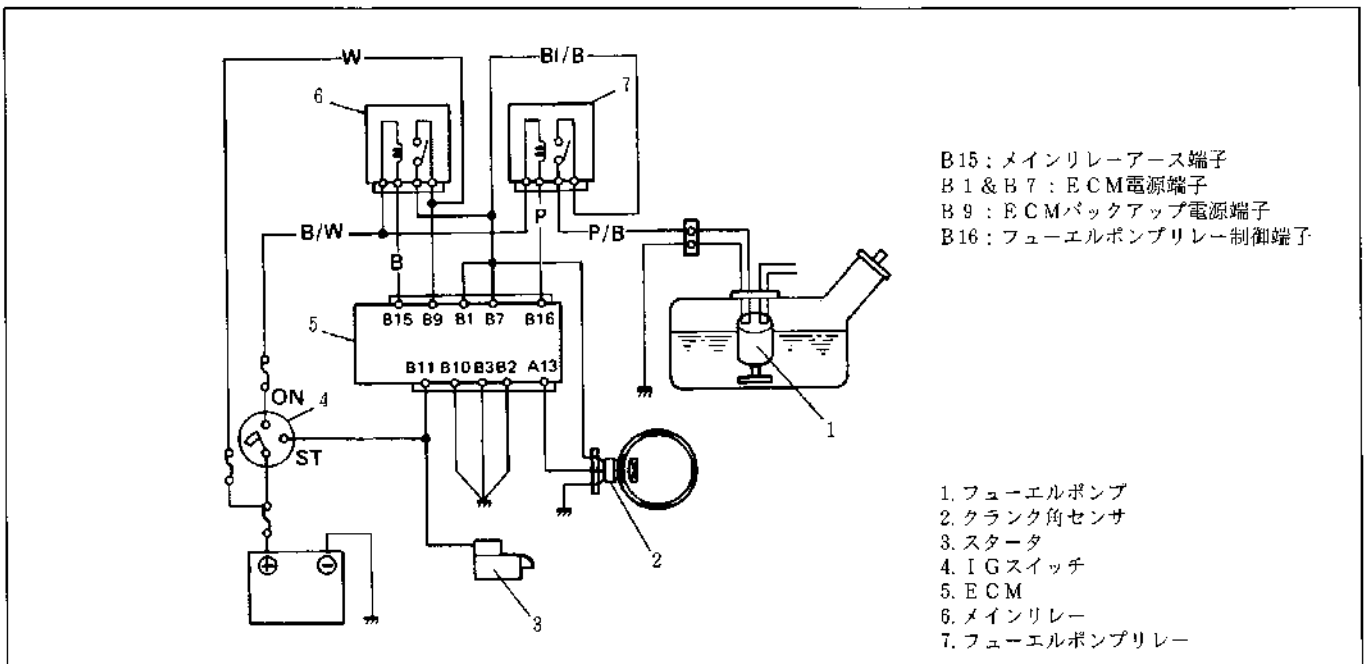 W
Bl/B
6
7
B15：メインリレーアース端子
B1＆B7：ECM電源端子
B9：ECMバックアップ電源端子
B16：フューエルポンプリレー制御端子
B/W
P
P/B
B
B15 B9 B1 B7 B16
5
B11 B10 B3 B2 A13
ON
4
ST
1
⊕ ⊖
2
3
1. フューエルポンプ
2. クランク角センサ
3. スタータ
4. IGスイッチ
5. ECM
6. メインリレー
7. フューエルポンプリレー